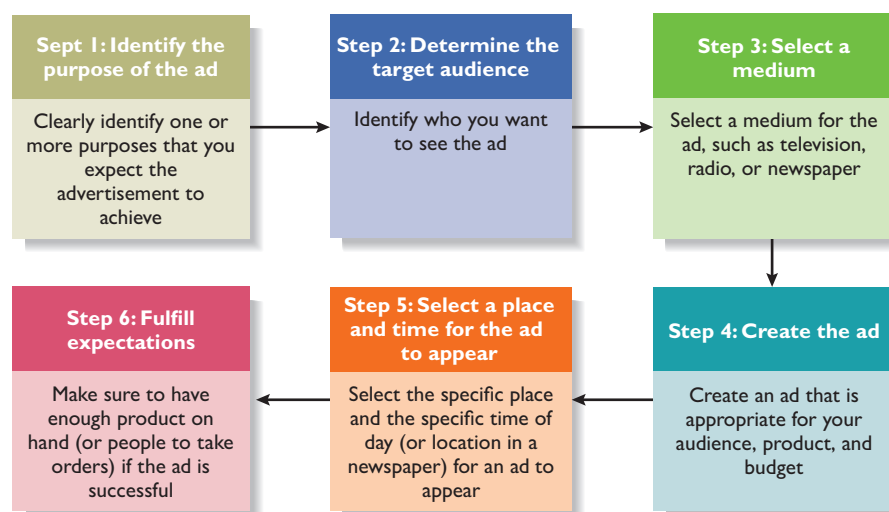 Sept 1: Identify the
purpose of the ad
Clearly identify one or
more purposes that you
expect the
advertisement to
achieve
Step 2: Determine the
target audience
Identify who you want
to see the ad
Step 3: Select a
medium
Select a medium for the
ad, such as television,
radio, or newspaper
Step 4: Create the ad
Create an ad that is
appropriate for your
audience, product, and
budget
Step 5: Select a place
and time for the ad
to appear
Select the specific place
and the specific time of
day (or location in a
newspaper) for an ad to
appear
Step 6: Fulfill
expectations
Make sure to have
enough product on
hand (or people to take
orders) if the ad is
successful